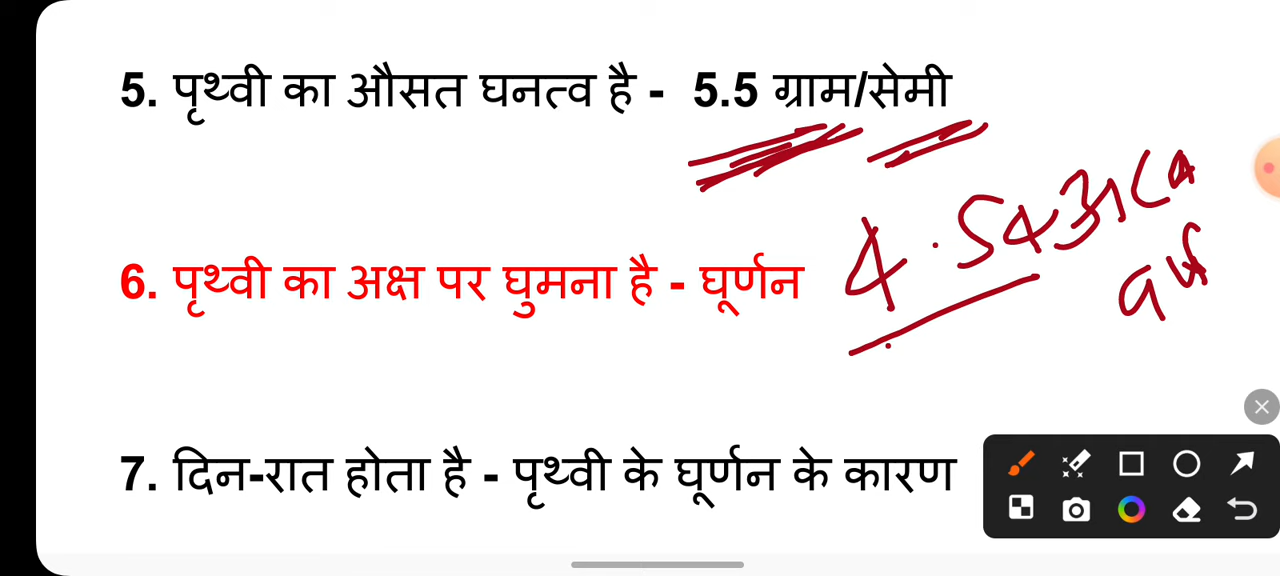 5. पृथ्वी का औसत घनत्व है - 5.5 ग्राम/सेमी
6. पृथ्वी का अक्ष पर घुमना है - घूर्णन
7. दिन-रात होता है - पृथ्वी के घूर्णन के कारण